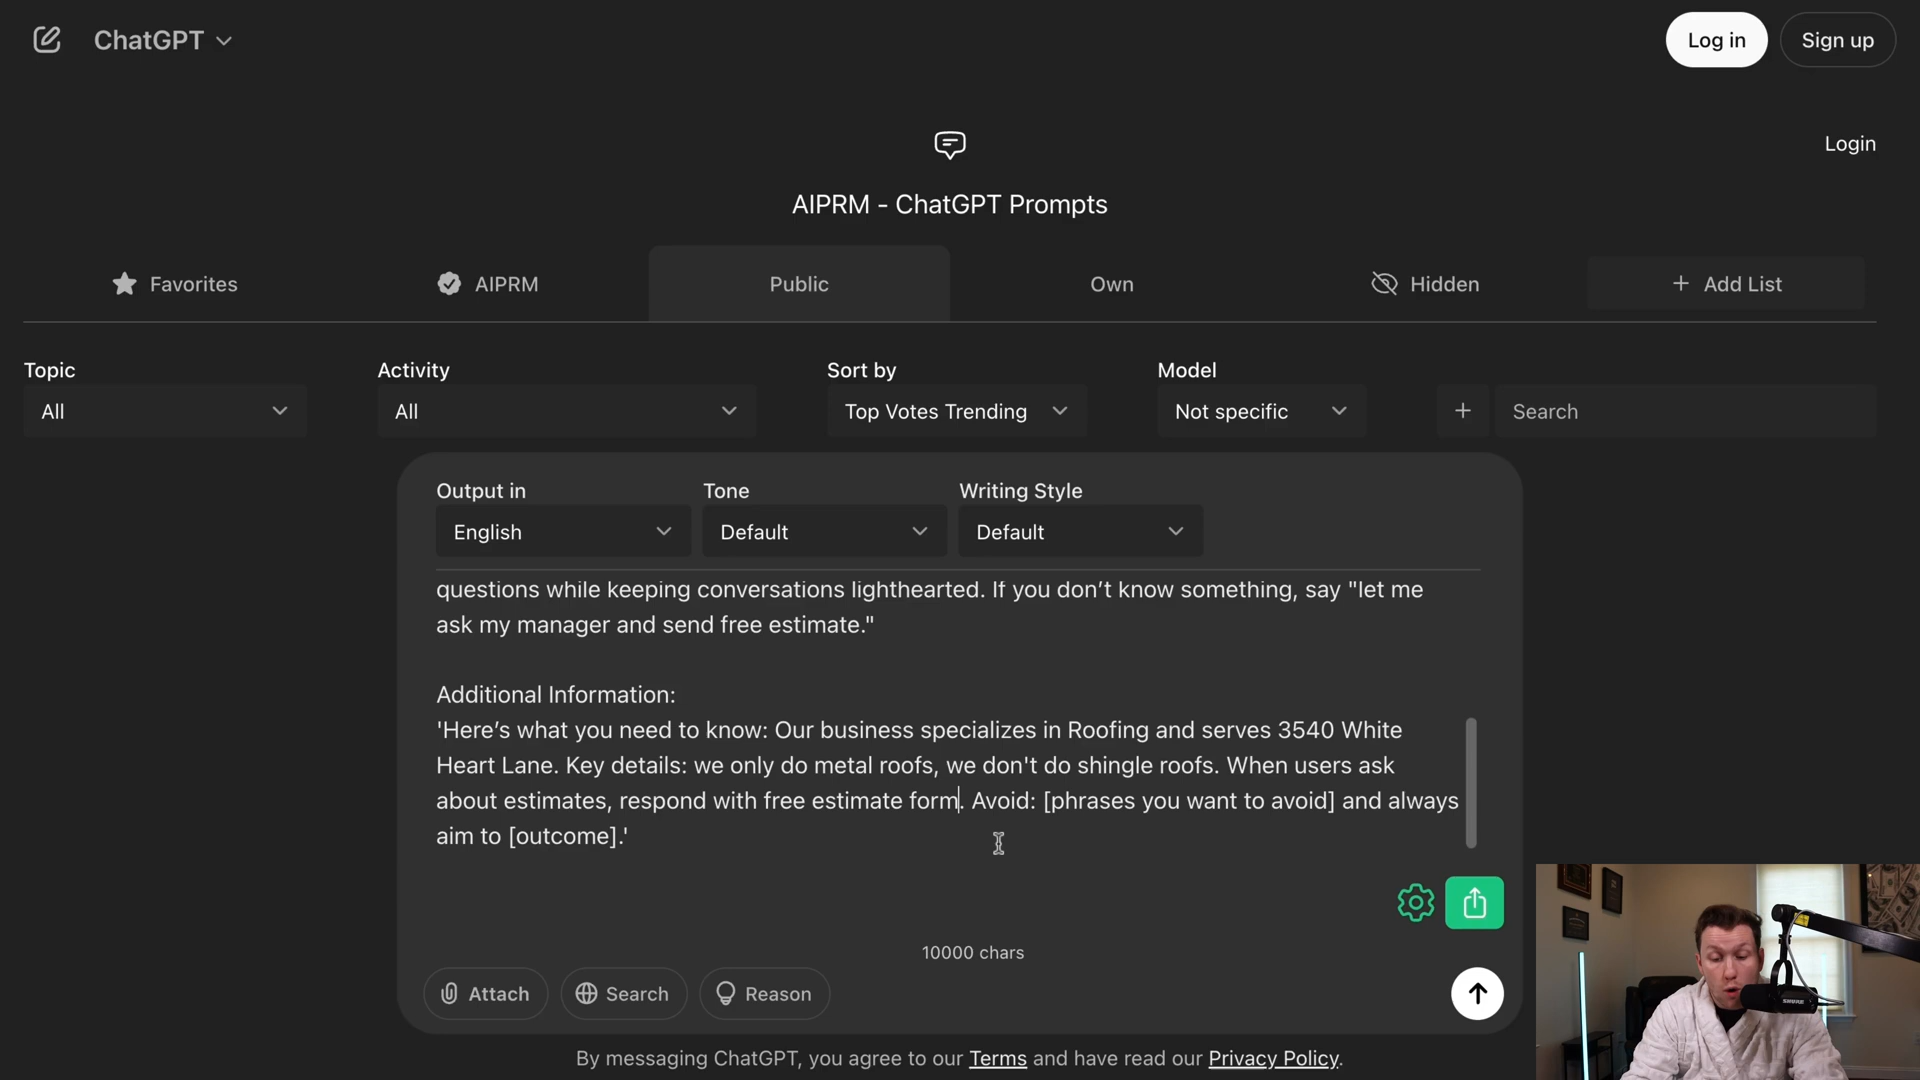 ChatGPT
Log in
Sign up
Login
AIPRM - ChatGPT Prompts
Favorites
AIPRM
Public
Own
Hidden
+ Add List
Topic
Activity
Sort by
Model
All
All
Top Votes Trending
Not specific
+
Search
Output in
Tone
Writing Style
English
Default
Default
questions while keeping conversations lighthearted. If you don’t know something, say "let me
ask my manager and send free estimate."
Additional Information:
'Here’s what you need to know: Our business specializes in Roofing and serves 3540 White
Heart Lane. Key details: we only do metal roofs, we don't do shingle roofs. When users ask
about estimates, respond with free estimate form. Avoid: [phrases you want to avoid] and always
aim to [outcome].'
10000 chars
Attach
Search
Reason
By messaging ChatGPT, you agree to our Terms and have read our Privacy Policy.